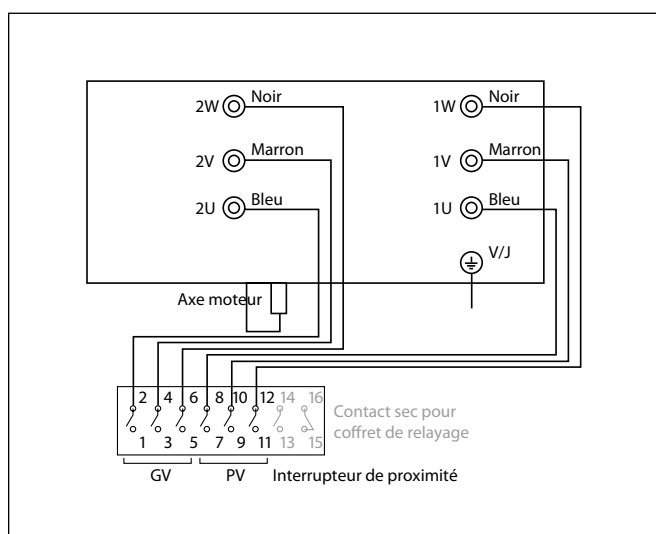 2W Noir 1W Noir
2V Marron 1V Marron
2U Bleu 1U Bleu
V/J
Axe moteur
2 4 6 8 10 12 14 16
Contact sec pour
coffret de relayage
1 3 5 7 9 11 13 15
GV PV Interrupteur de proximité